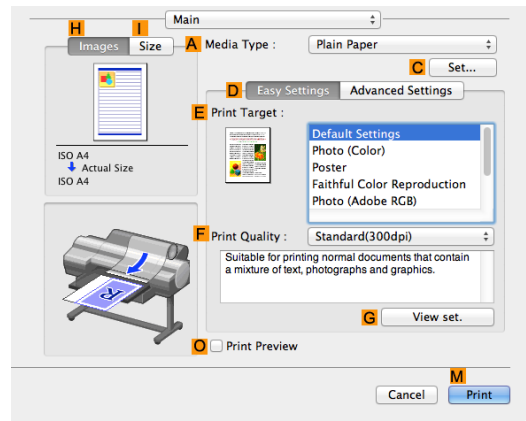 Main
H
I
Images
Size
A
Media Type :
Plain Paper
C
Set...
D
Easy Settings
Advanced Settings
E
Print Target :
Default Settings
Photo (Color)
Poster
Faithful Color Reproduction
Photo (Adobe RGB)
ISO A4
Actual Size
ISO A4
F
Print Quality :
Standard(300dpi)
Suitable for printing normal documents that contain
a mixture of text, photographs and graphics.
G
View set.
O
Print Preview
M
Cancel
Print